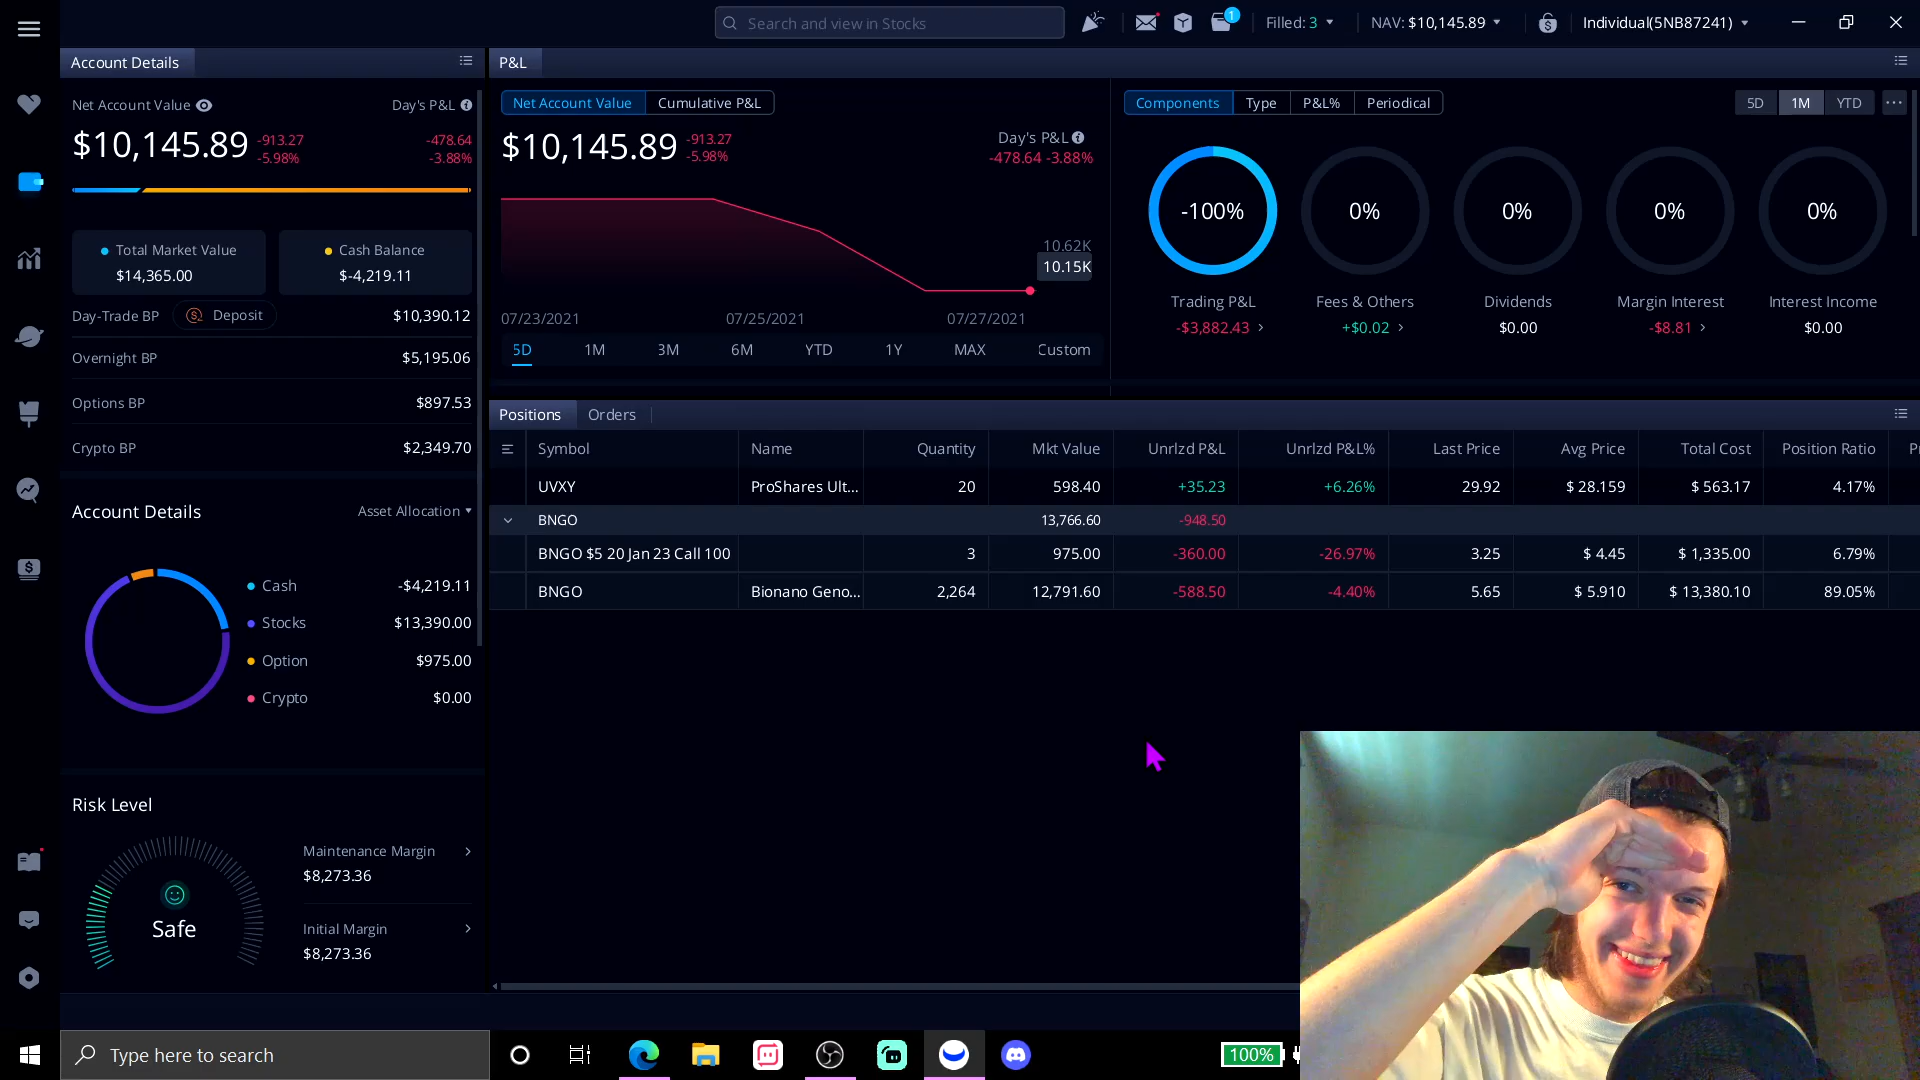 Search and view in Stocks
1
Filled: 3
NAV: $10,145.89
Individual(5NB87241)
Account Details
Net Account Value
Day's P&L
$10,145.89
-913.27
-5.98%
-478.64
-3.88%
Total Market Value
$14,365.00
Cash Balance
$-4,219.11
Day-Trade BP
Deposit
$10,390.12
Overnight BP
$5,195.06
Options BP
$897.53
Crypto BP
$2,349.70
Account Details
Asset Allocation
Cash
-$4,219.11
Stocks
$13,390.00
Option
$975.00
Crypto
$0.00
Risk Level
Safe
Maintenance Margin
$8,273.36
Initial Margin
$8,273.36
P&L
Net Account Value
Cumulative P&L
$10,145.89
-913.27
-5.98%
Day's P&L
-478.64 -3.88%
10.62K
10.15K
07/23/2021
07/25/2021
07/27/2021
5D
1M
3M
6M
YTD
1Y
MAX
Custom
Components
Type
P&L%
Periodical
5D
1M
YTD
-100%
0%
0%
0%
0%
Trading P&L
Fees & Others
Dividends
Margin Interest
Interest Income
-$3,882.43
+$0.02
$0.00
-$8.81
$0.00
Positions
Orders
Symbol Name Quantity Mkt Value Unrlzd P&L Unrlzd P&L% Last Price Avg Price Total Cost Position Ratio
UVXY ProShares Ult... 20 598.40 +35.23 +6.26% 29.92 $ 28.159 $ 563.17 4.17%
BNGO 13,766.60 -948.50
BNGO $5 20 Jan 23 Call 100 3 975.00 -360.00 -26.97% 3.25 $ 4.45 $ 1,335.00 6.79%
BNGO Bionano Geno... 2,264 12,791.60 -588.50 -4.40% 5.65 $ 5.910 $ 13,380.10 89.05%
Type here to search
100%